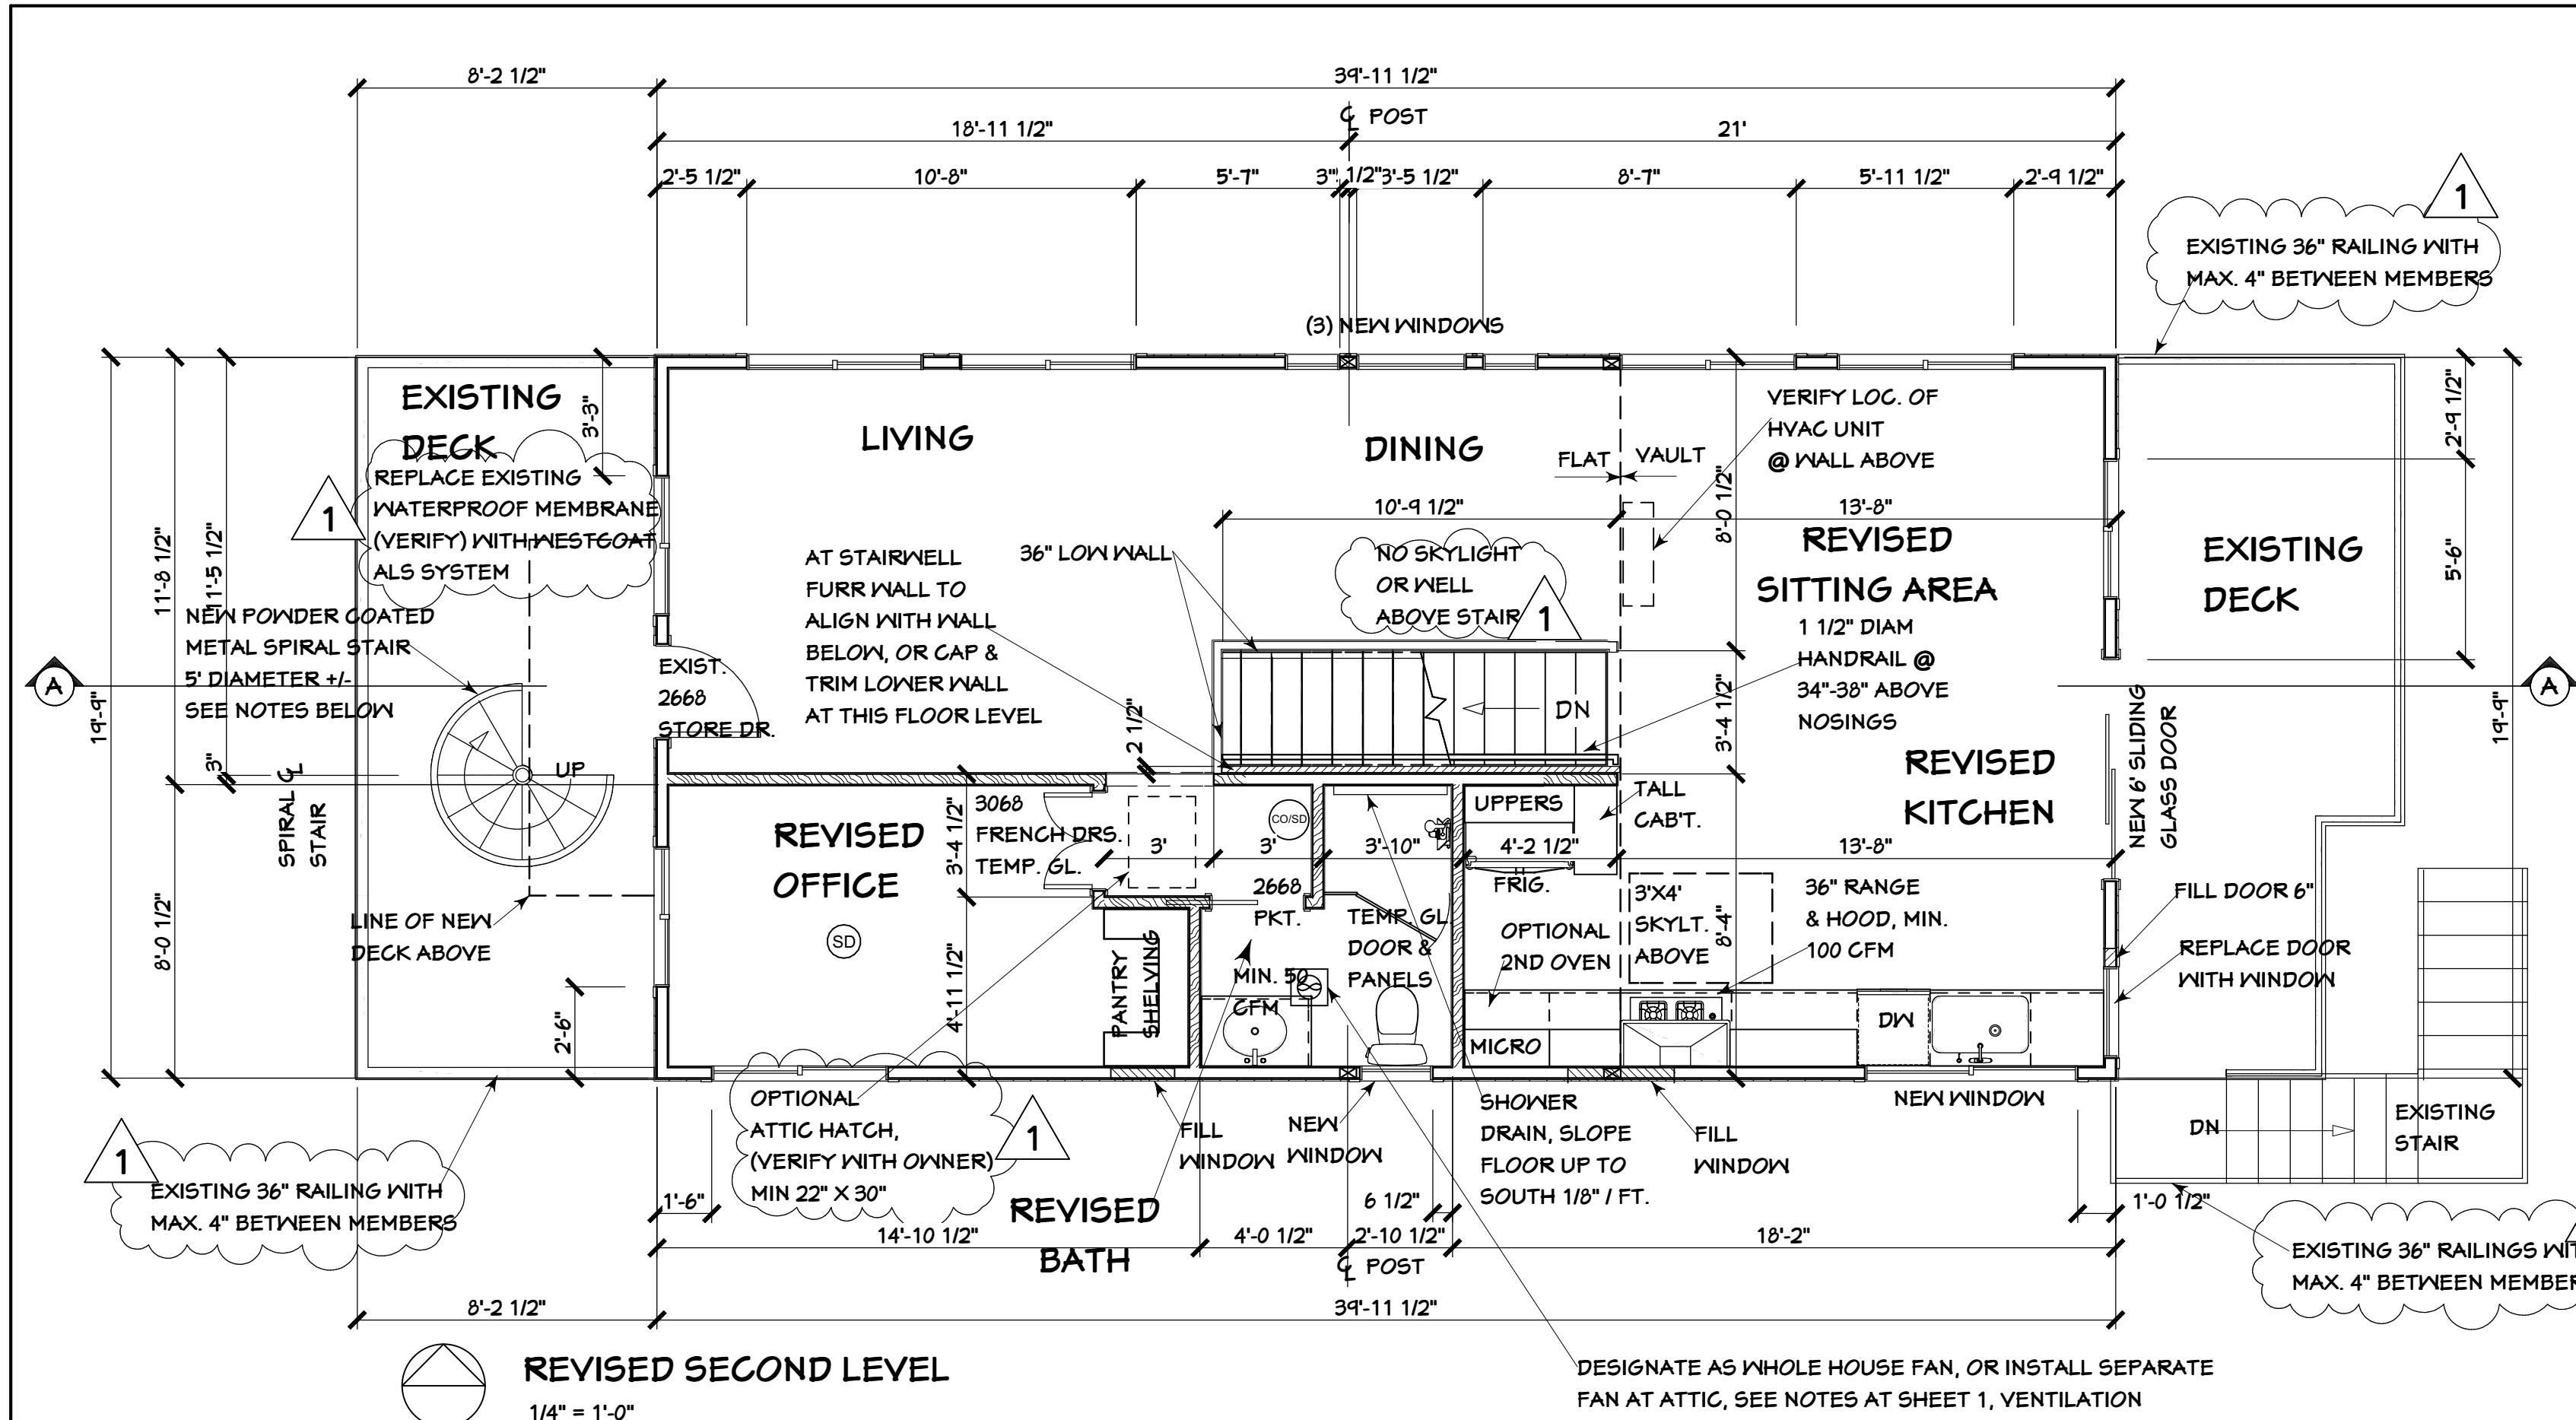 8'-2 1/2"
39'-11 1/2"
18'-11 1/2"
℄ POST
21'
2'-5 1/2"
10'-8"
5'-7"
3"
1/2"
3'-5 1/2"
8'-7"
5'-11 1/2"
2'-9 1/2"
1
EXISTING 36" RAILING WITH
MAX. 4" BETWEEN MEMBERS
(3) NEW WINDOWS
EXISTING
DECK
3'-3"
LIVING
DINING
FLAT
VAULT
VERIFY LOC. OF
HVAC UNIT
@ WALL ABOVE
8'-0 1/2"
2'-9 1/2"
1
REPLACE EXISTING
WATERPROOF MEMBRANE
(VERIFY) WITH WESTCOAT
ALS SYSTEM
10'-9 1/2"
13'-8"
11'-8 1/2"
11'-5 1/2"
AT STAIRWELL
FURR WALL TO
ALIGN WITH WALL
BELOW, OR CAP &
TRIM LOWER WALL
AT THIS FLOOR LEVEL
36" LOW WALL
NO SKYLIGHT
OR WELL
ABOVE STAIR
1
REVISED
SITTING AREA
EXISTING
DECK
5'-6"
NEW POWDER COATED
METAL SPIRAL STAIR
5' DIAMETER +/-
SEE NOTES BELOW
1 1/2" DIAM
HANDRAIL @
34"-38" ABOVE
NOSINGS
A
A
19'-9"
19'-9"
EXIST.
2668
STORE DR.
2 1/2"
DN
3'-4 1/2"
3"
UP
SPIRAL ℄
STAIR
REVISED
KITCHEN
NEW 6' SLIDING
GLASS DOOR
REVISED
OFFICE
SD
3'-4 1/2"
3068
FRENCH DRS.
TEMP. GL.
3'
CO/SD
3'
3'-10"
UPPERS
4'-2 1/2"
TALL
CAB'T.
13'-8"
FRIG.
2668
PKT.
TEMP. GL.
DOOR &
PANELS
OPTIONAL
2ND OVEN
3'X4'
SKYLT.
ABOVE
8'-4"
36" RANGE
& HOOD, MIN.
100 CFM
FILL DOOR 6"
REPLACE DOOR
WITH WINDOW
LINE OF NEW
DECK ABOVE
8'-0 1/2"
2'-6"
4'-11 1/2"
PANTRY
SHELVING
MIN. 50
CFM
MICRO
DW
NEW WINDOW
OPTIONAL
ATTIC HATCH,
(VERIFY WITH OWNER)
MIN 22" X 30"
1
FILL
WINDOW
NEW
WINDOW
SHOWER
DRAIN, SLOPE
FLOOR UP TO
SOUTH 1/8" / FT.
FILL
WINDOW
DN
EXISTING
STAIR
1
EXISTING 36" RAILING WITH
MAX. 4" BETWEEN MEMBERS
1'-6"
REVISED
BATH
6 1/2"
1'-0 1/2"
14'-10 1/2"
4'-0 1/2"
2'-10 1/2"
18'-2"
℄ POST
EXISTING 36" RAILINGS WIT
MAX. 4" BETWEEN MEMBER
8'-2 1/2"
39'-11 1/2"
REVISED SECOND LEVEL
1/4" = 1'-0"
DESIGNATE AS WHOLE HOUSE FAN, OR INSTALL SEPARATE
FAN AT ATTIC, SEE NOTES AT SHEET 1, VENTILATION